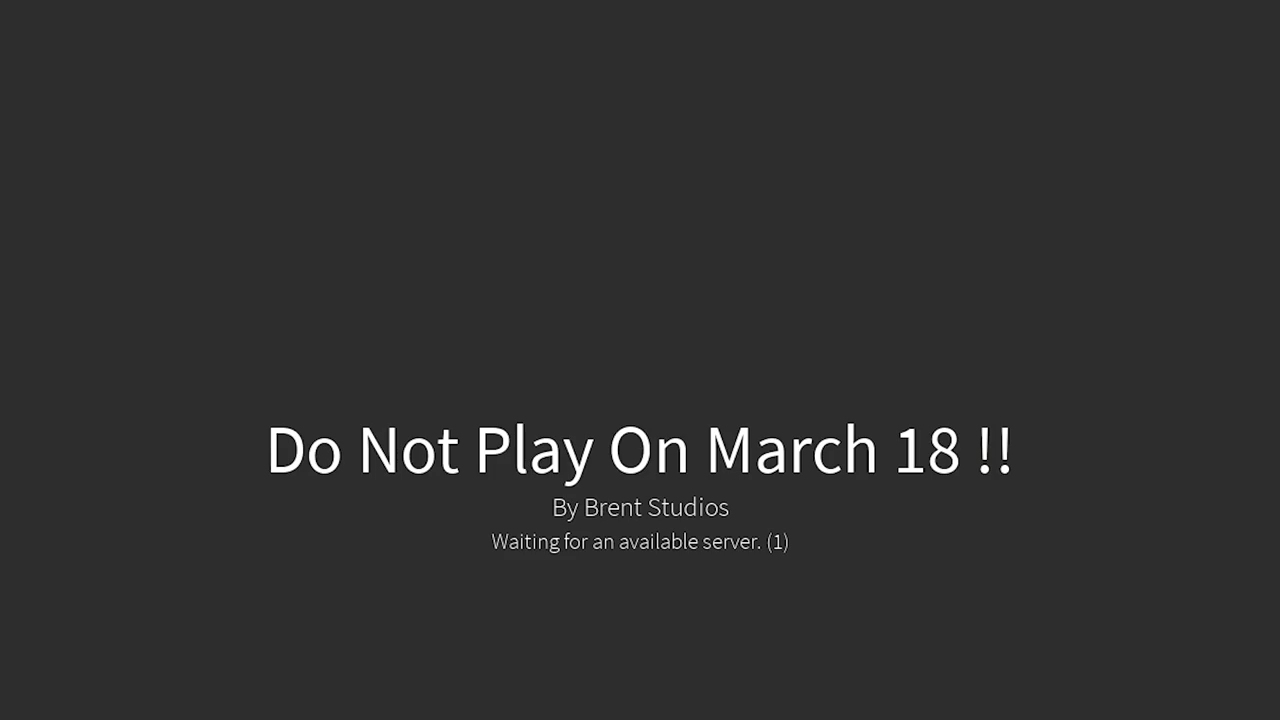 Do Not Play On March 18 !!
By Brent Studios
Waiting for an available server. (1)